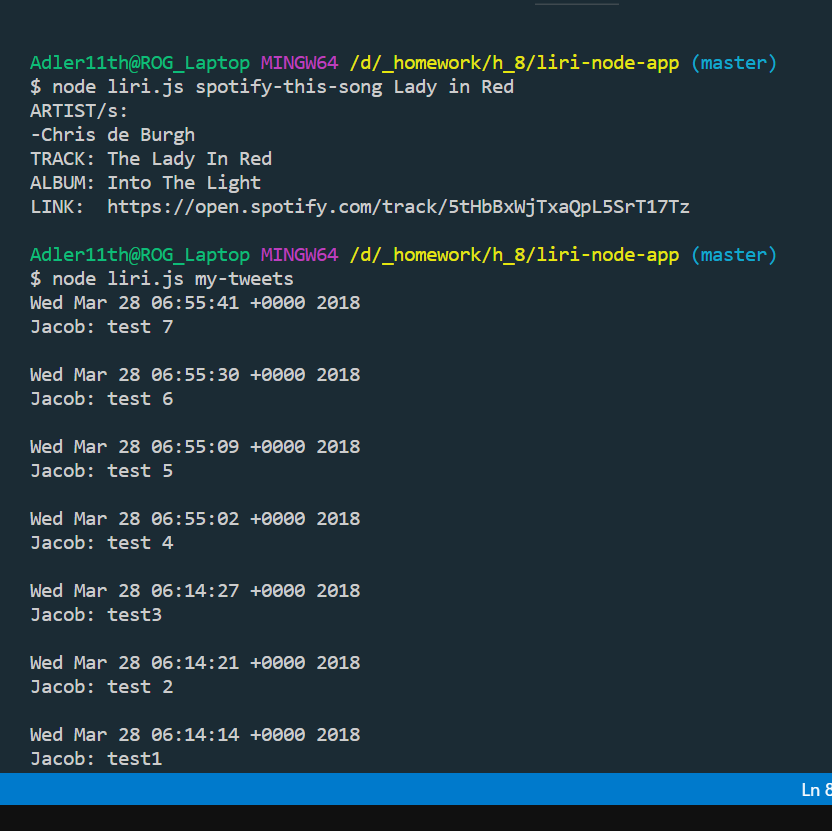 Adler11th@ROG_Laptop MINGW64 /d/_homework/h_8/liri-node-app (master)
$ node liri.js spotify-this-song Lady in Red
ARTIST/s:
-Chris de Burgh
TRACK: The Lady In Red
ALBUM: Into The Light
LINK:  https://open.spotify.com/track/5tHbBxWjTxaQpL5SrT17Tz
Adler11th@ROG_Laptop MINGW64 /d/_homework/h_8/liri-node-app (master)
$ node liri.js my-tweets
Wed Mar 28 06:55:41 +0000 2018
Jacob: test 7
Wed Mar 28 06:55:30 +0000 2018
Jacob: test 6
Wed Mar 28 06:55:09 +0000 2018
Jacob: test 5
Wed Mar 28 06:55:02 +0000 2018
Jacob: test 4
Wed Mar 28 06:14:27 +0000 2018
Jacob: test3
Wed Mar 28 06:14:21 +0000 2018
Jacob: test 2
Wed Mar 28 06:14:14 +0000 2018
Jacob: test1
Ln 8